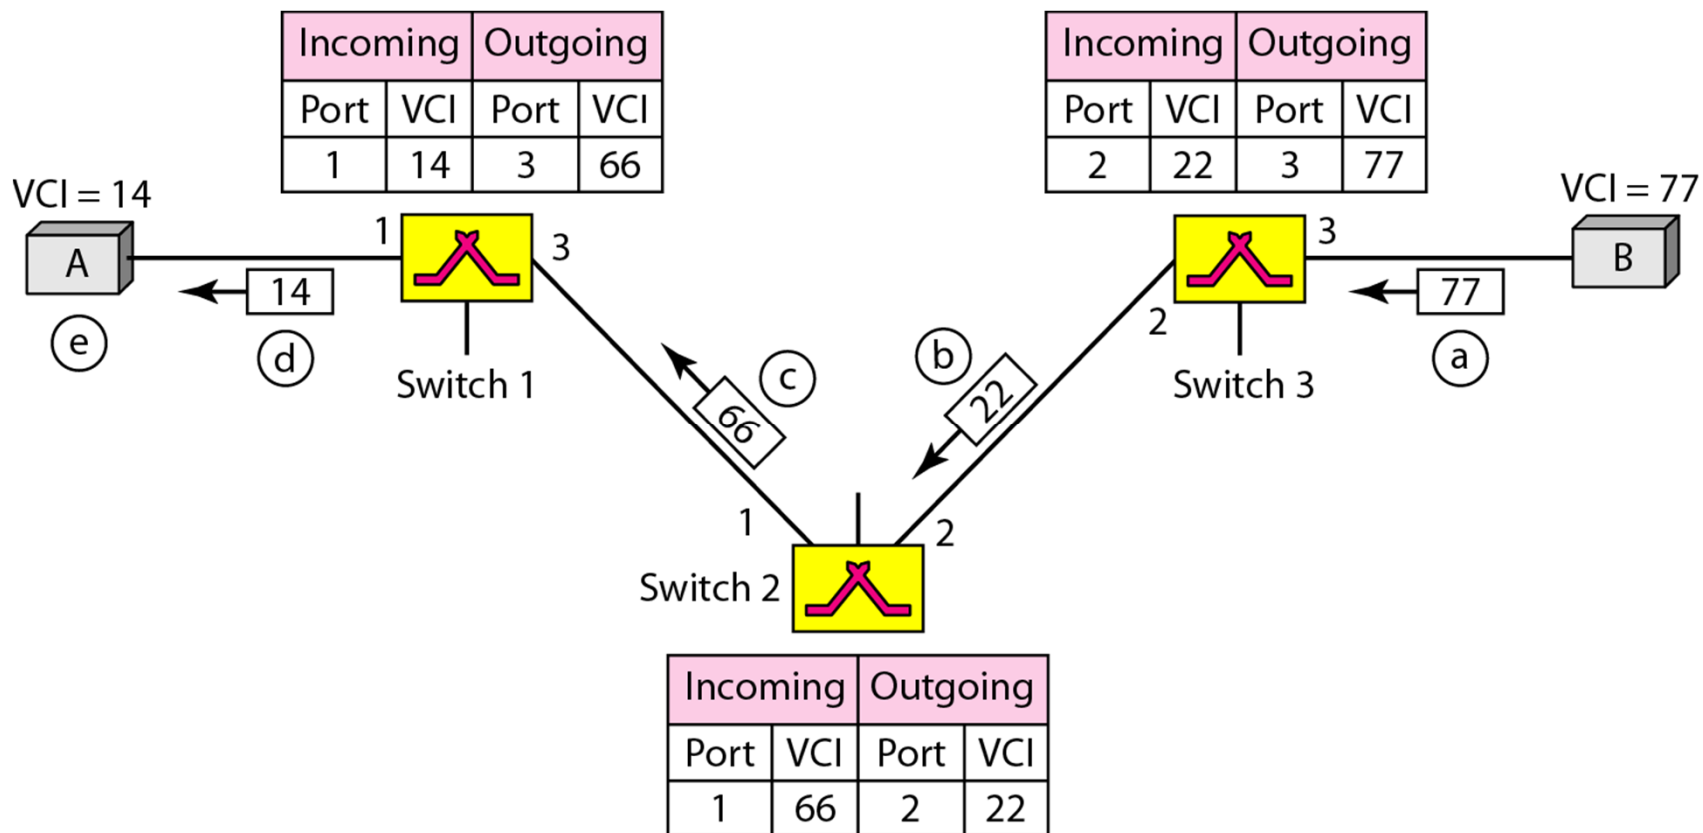 Incoming Outgoing
Port VCI Port VCI
1 14 3 66
Incoming Outgoing
Port VCI Port VCI
2 22 3 77
VCI = 14
A
1
3
14
e
d
Switch 1
VCI = 77
B
3
2
77
a
Switch 3
b
22
c
66
1
2
Switch 2
Incoming Outgoing
Port VCI Port VCI
1 66 2 22